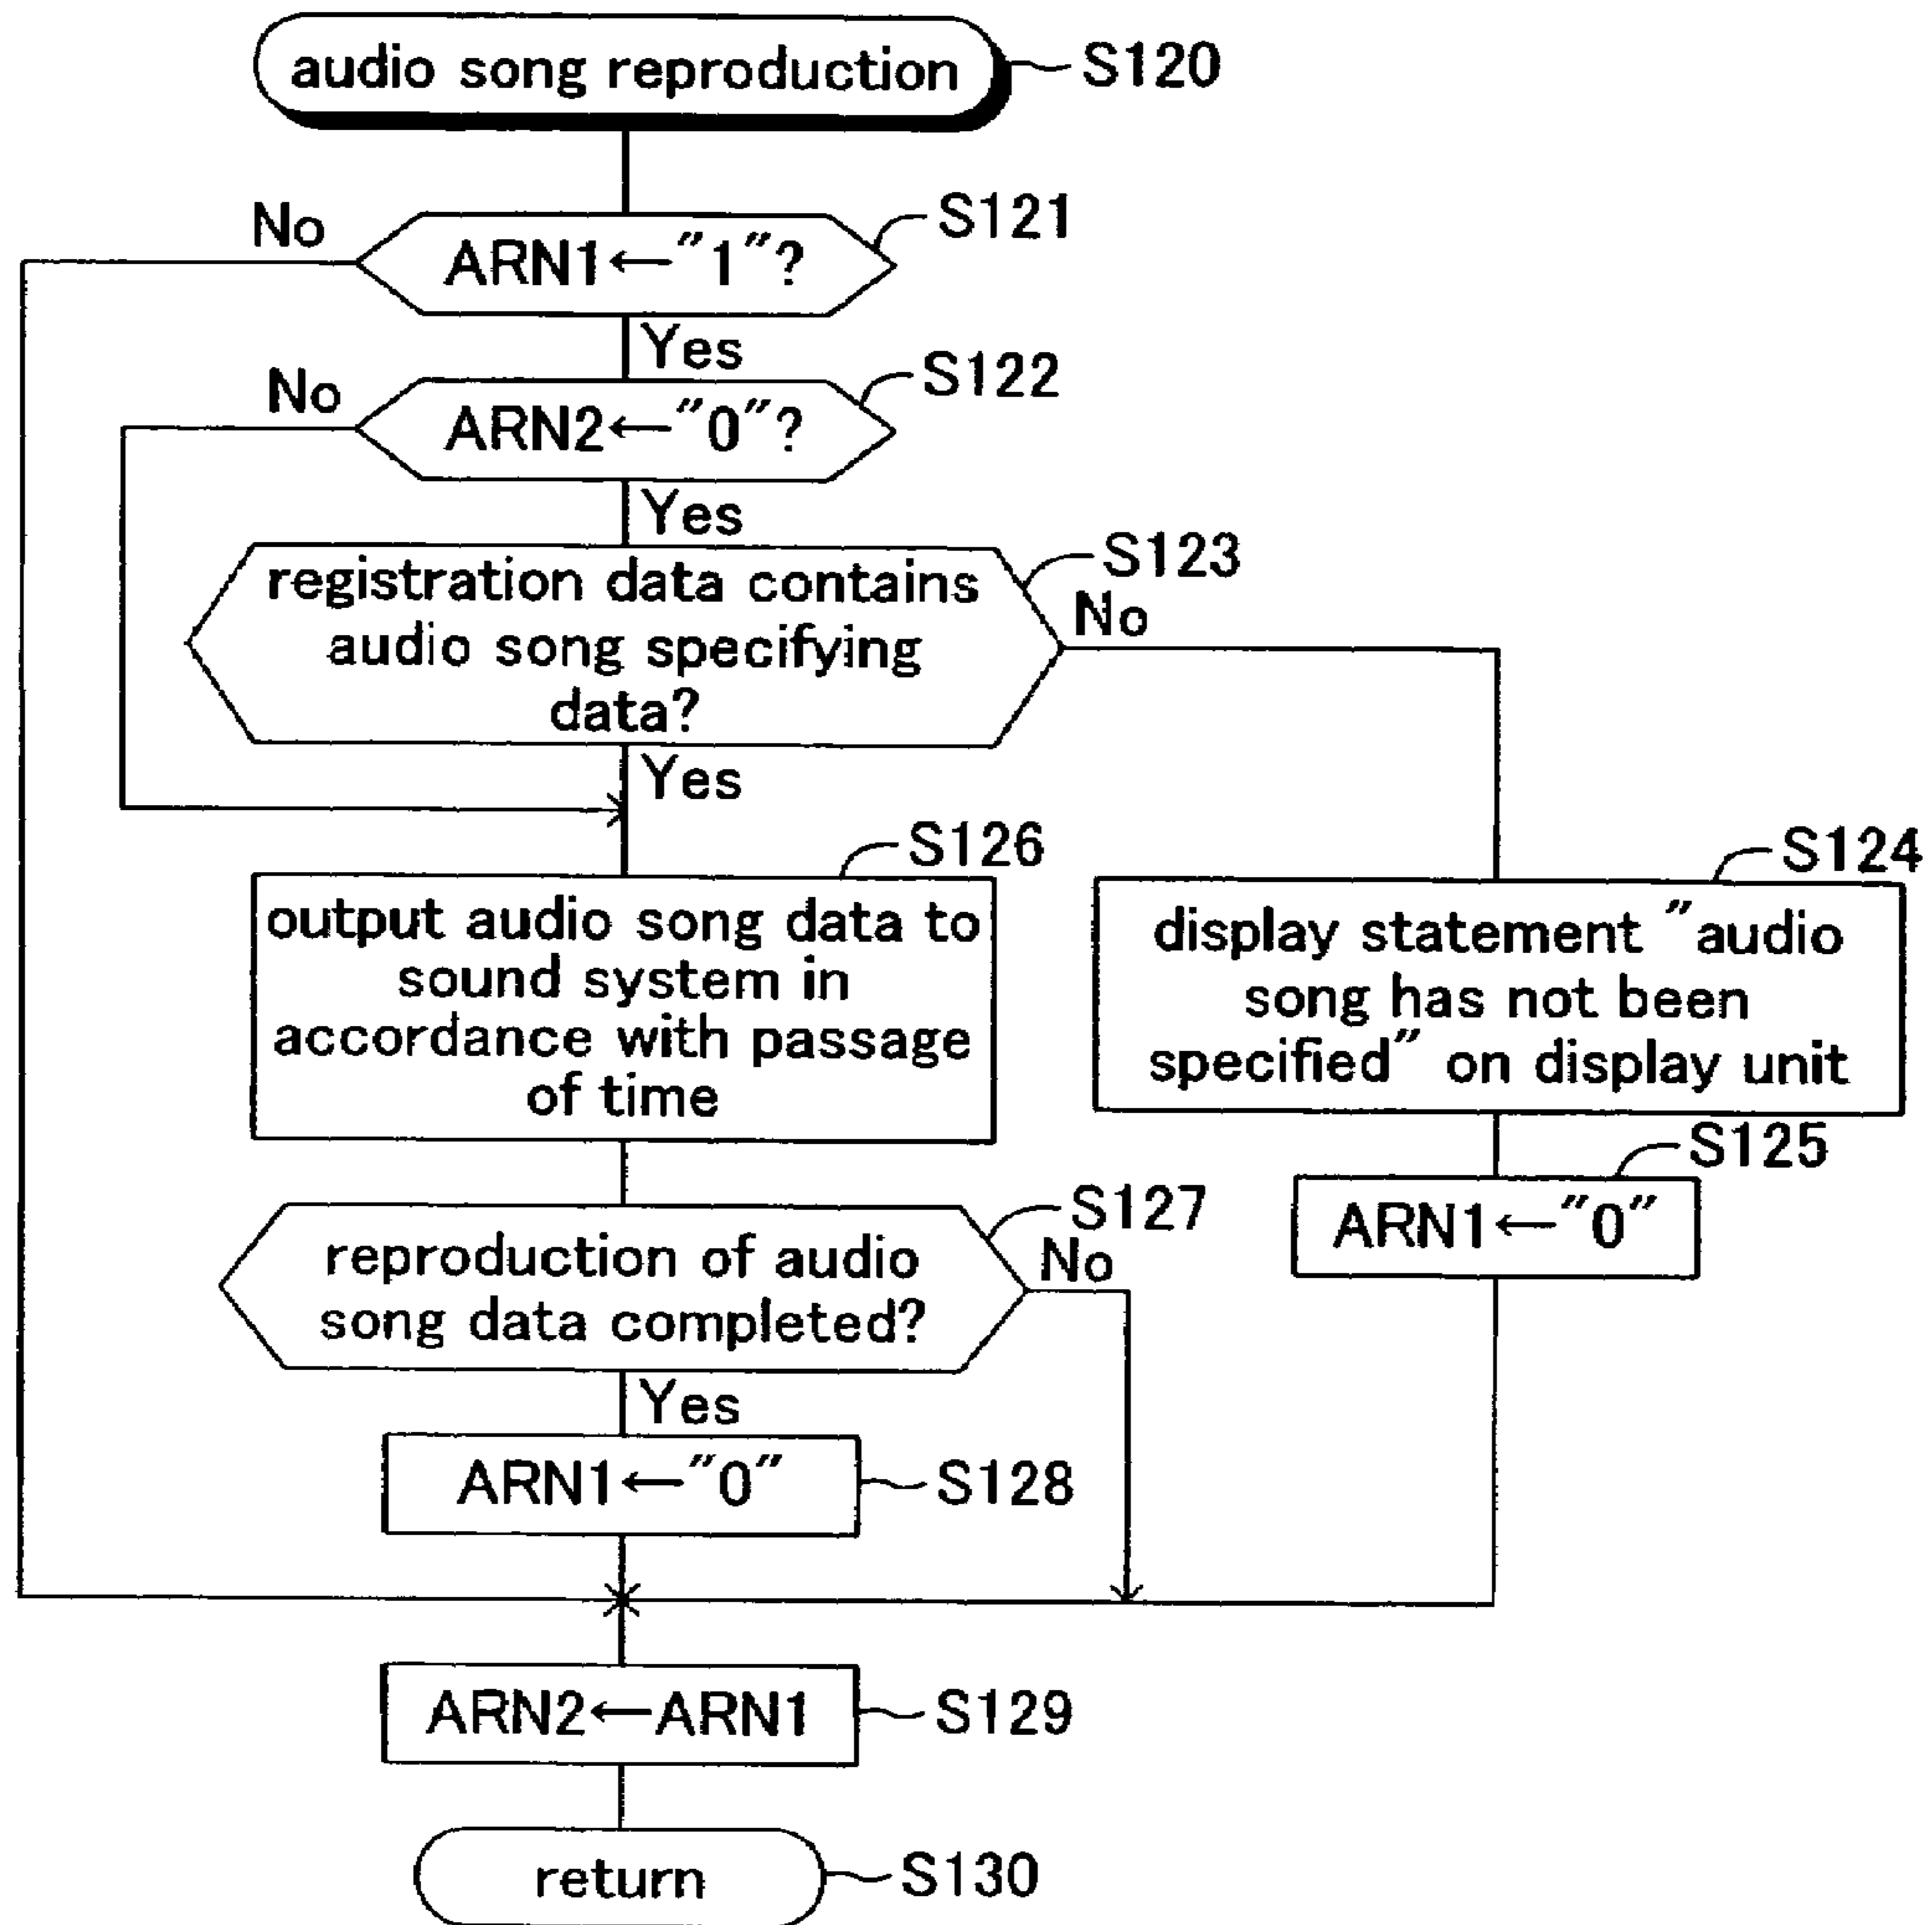 audio song reproduction
S120
S121
No
ARN1←"1"?
Yes
S122
No
ARN2←"0"?
Yes
S123
registration data contains
audio song specifying
data?
No
Yes
S126
output audio song data to
sound system in
accordance with passage
of time
S124
display statement "audio
song has not been
specified" on display unit
S125
ARN1←"0"
S127
reproduction of audio
song data completed?
No
Yes
ARN1←"0"
S128
ARN2←ARN1
S129
return
S130